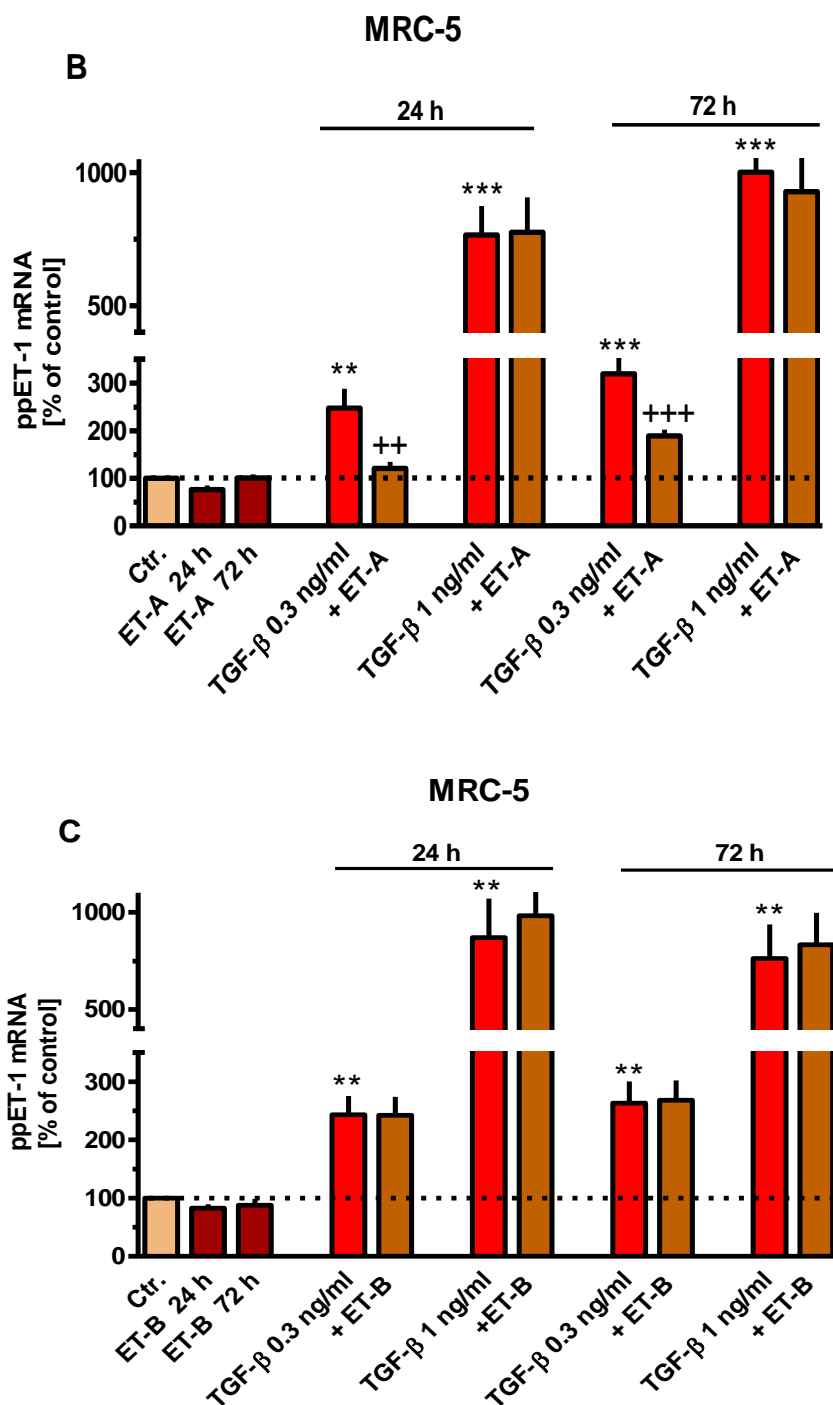 MRC-5
B
24 h
72 h
ppET-1 mRNA
[% of control]
1000
500
300
200
100
0
**
++
***
***
+++
***
Ctr.
ET-A 24 h
ET-A 72 h
TGF-β 0.3 ng/ml
+ ET-A
TGF-β 1 ng/ml
+ ET-A
TGF-β 0.3 ng/ml
+ ET-A
TGF-β 1 ng/ml
+ ET-A
MRC-5
C
24 h
72 h
ppET-1 mRNA
[% of control]
1000
500
300
200
100
0
**
**
**
**
Ctr.
ET-B 24 h
ET-B 72 h
TGF-β 0.3 ng/ml
+ ET-B
TGF-β 1 ng/ml
+ET-B
TGF-β 0.3 ng/ml
+ ET-B
TGF-β 1 ng/ml
+ ET-B